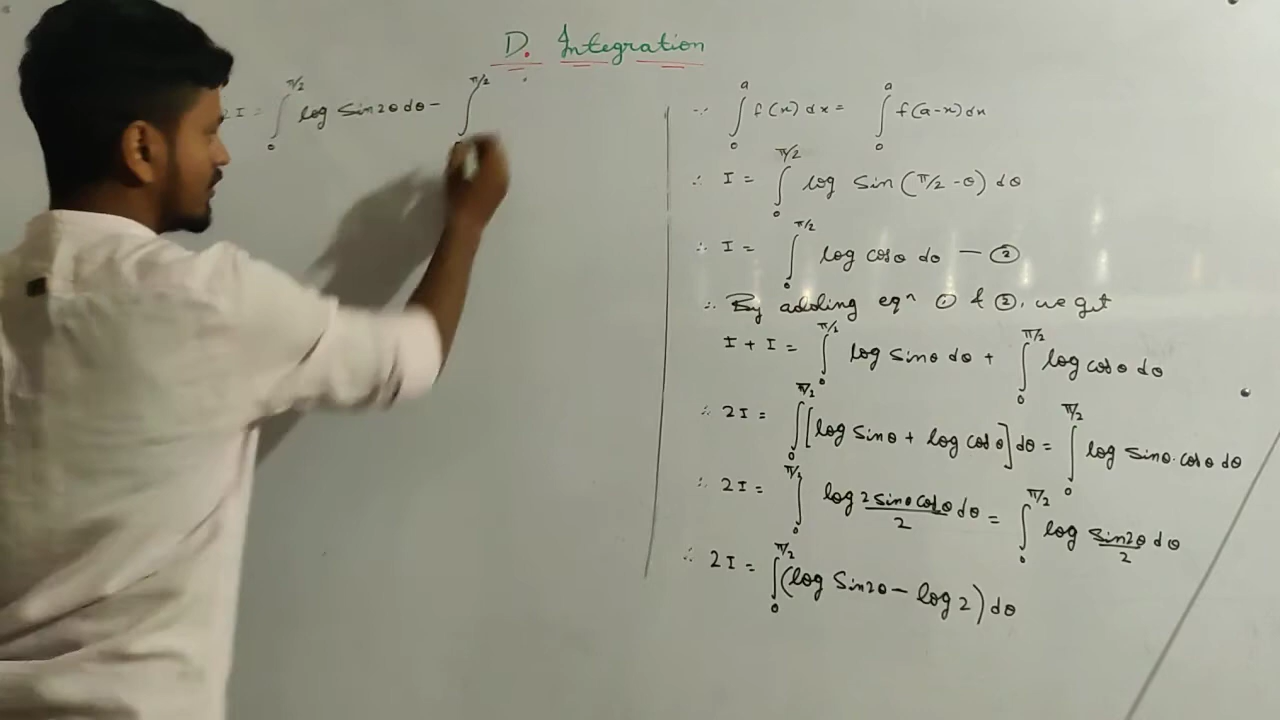 D. Integration
2I = ∫₀^π/2 log Sin2θ dθ - ∫^π/2
∵ ∫₀^a f(x) dx = ∫₀^a f(a-x) dx
∴ I = ∫₀^π/2 log Sin (π/2 - θ) dθ
∴ I = ∫₀^π/2 log cosθ dθ — ②
∴ By adding eqⁿ ① & ②, we get
I + I = ∫₀^π/2 log sinθ dθ + ∫₀^π/2 log cosθ dθ
∴ 2I = ∫₀^π/2 [log sinθ + log cosθ] dθ = ∫₀^π/2 log sinθ.cosθ dθ
∴ 2I = ∫₀^π/2 log 2 sinθ cosθ/2 dθ = ∫₀^π/2 log sin2θ/2 dθ
∴ 2I = ∫₀^π/2 (log Sin2θ - log 2) dθ